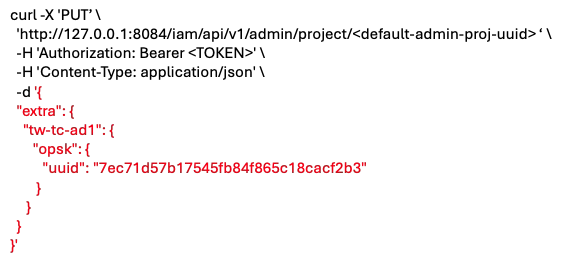 curl -X 'PUT’ \
'http://127.0.0.1:8084/iam/api/v1/admin/project/<default-admin-proj-uuid> ‘ \
-H 'Authorization: Bearer <TOKEN>' \
-H 'Content-Type: application/json' \
-d '{
"extra": {
"tw-tc-ad1": {
"opsk": {
"uuid": "7ec71d57b17545fb84f865c18cacf2b3"
}
}
}
}'